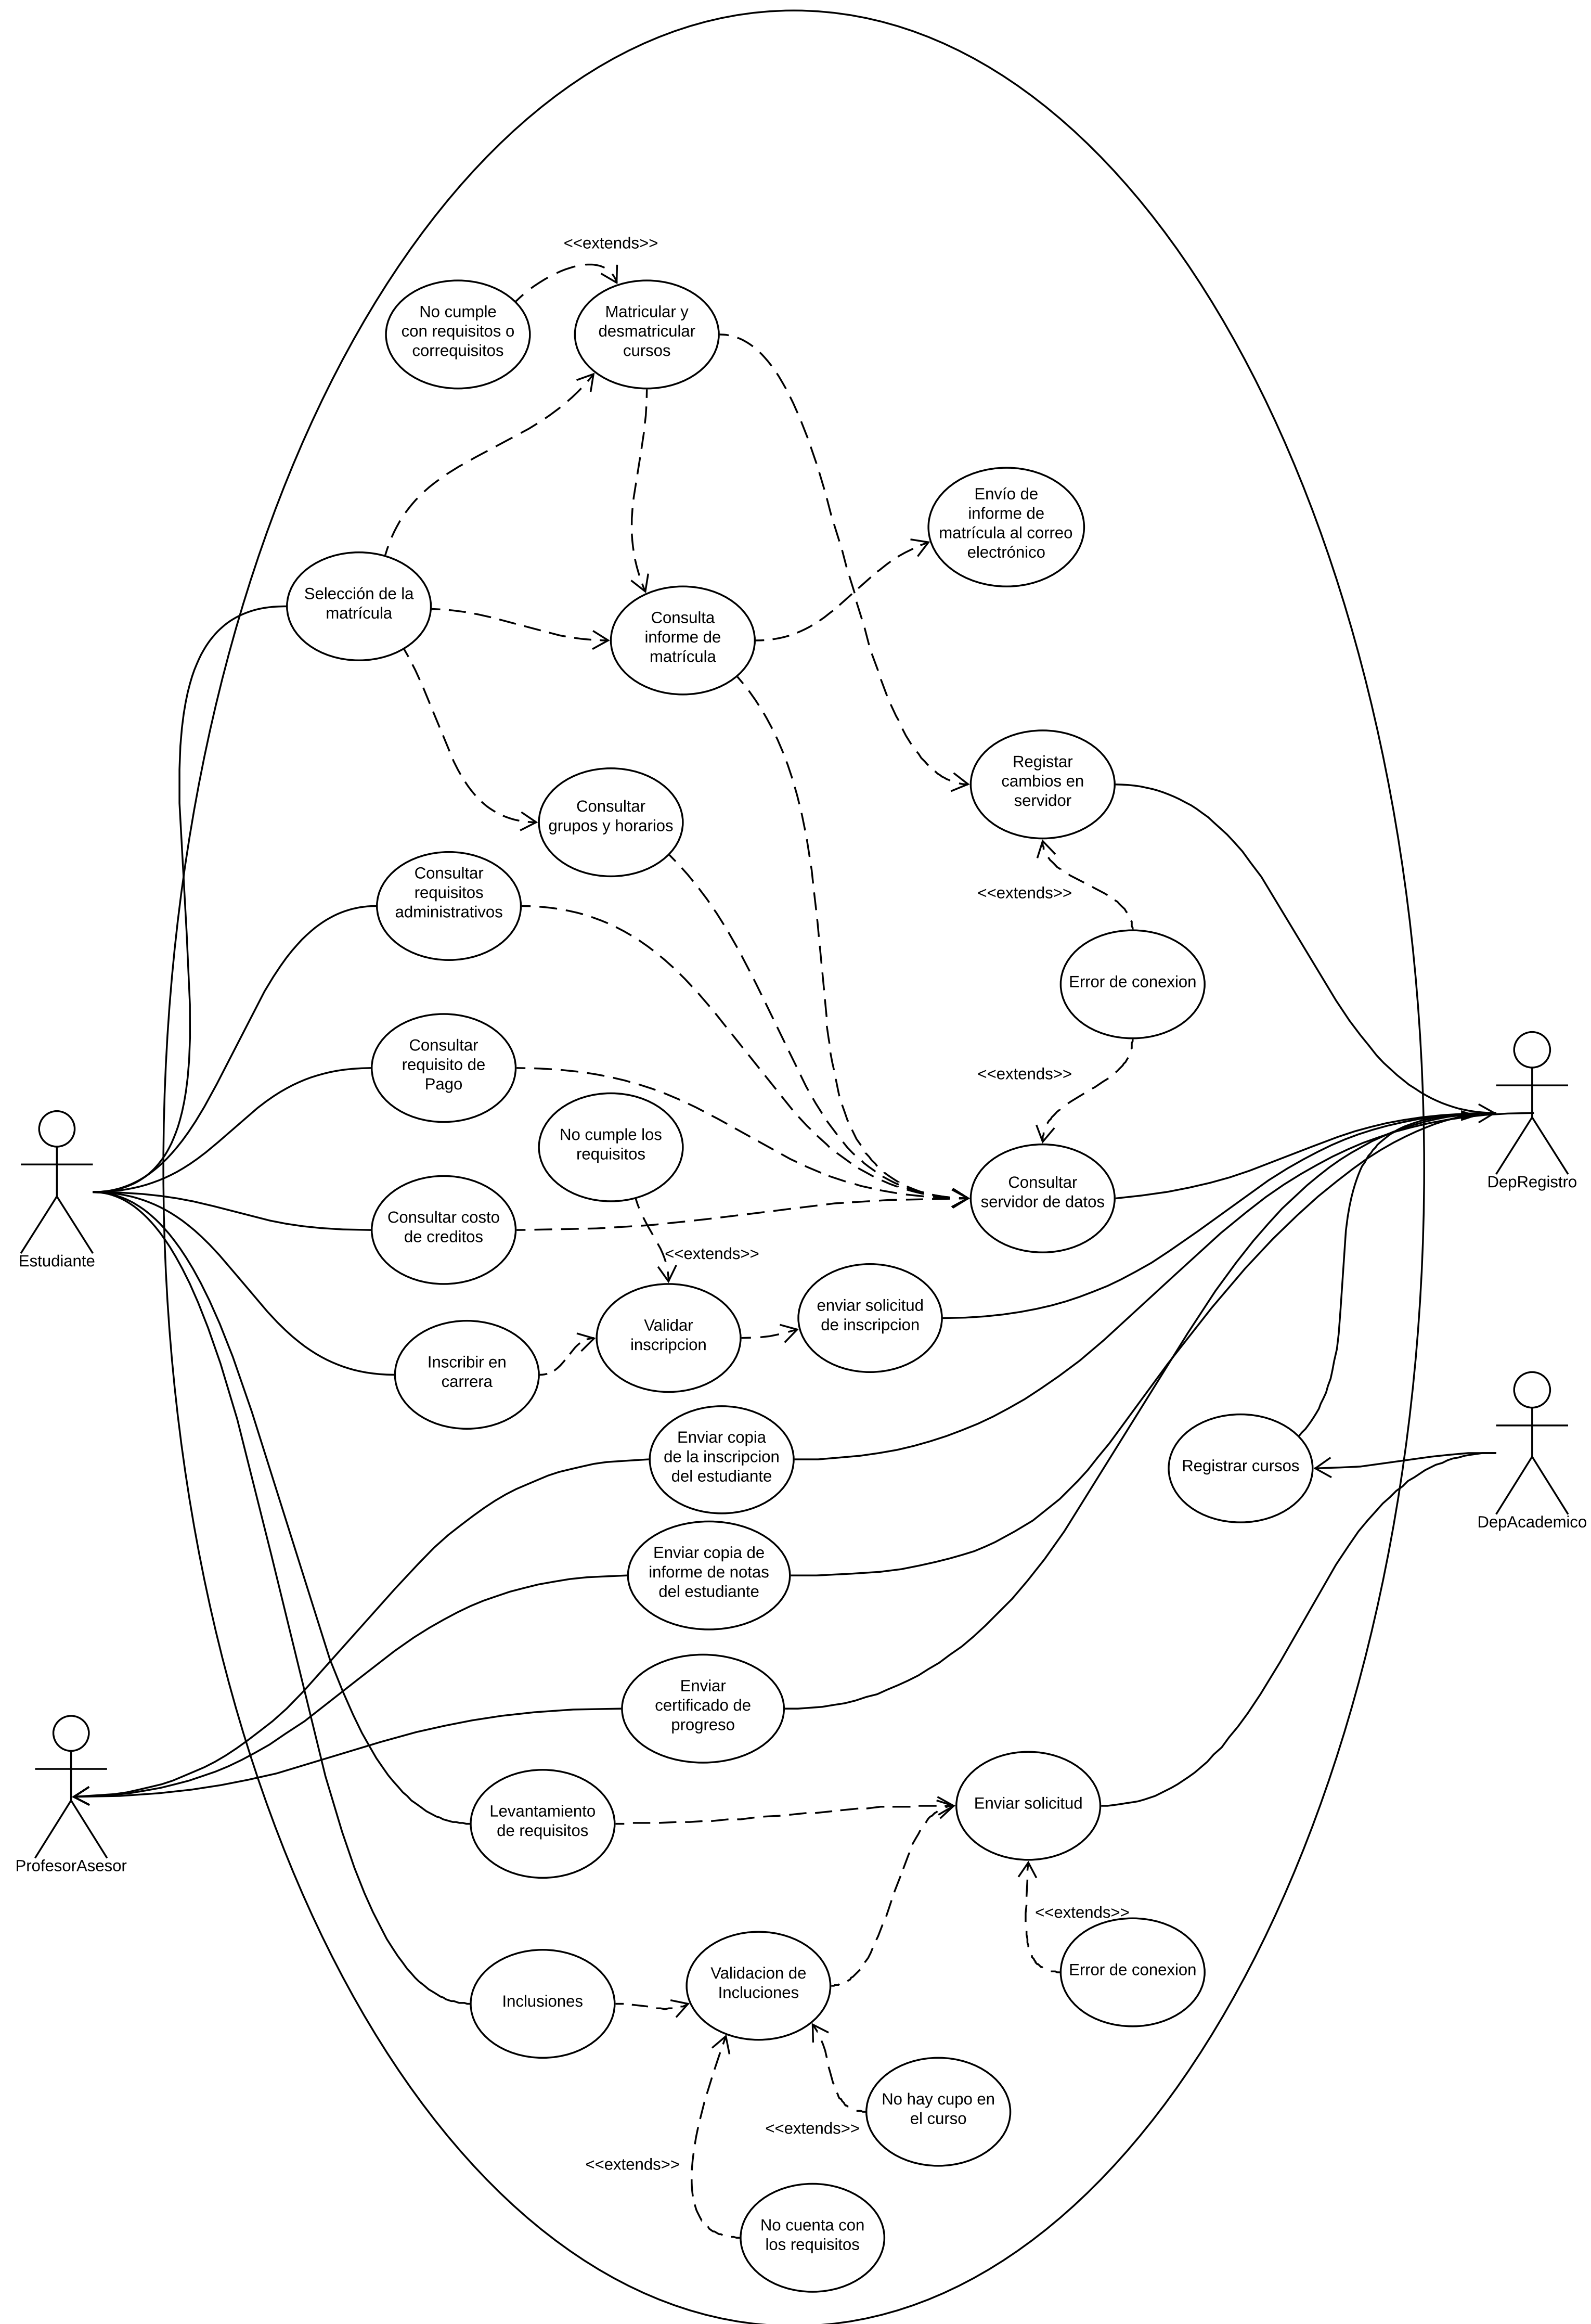 <<extends>>
No cumple
con requisitos o
correquisitos
Matricular y
desmatricular
cursos
Envío de
informe de
matrícula al correo
electrónico
Selección de la
matrícula
Consulta
informe de
matrícula
Registar
cambios en
servidor
Consultar
grupos y horarios
Consultar
requisitos
administrativos
<<extends>>
Error de conexion
Consultar
requisito de
Pago
<<extends>>
No cumple los
requisitos
Consultar
servidor de datos
DepRegistro
Estudiante
Consultar costo
de creditos
<<extends>>
Validar
inscripcion
enviar solicitud
de inscripcion
Inscribir en
carrera
Enviar copia
de la inscripcion
del estudiante
Registrar cursos
DepAcademico
Enviar copia de
informe de notas
del estudiante
Enviar
certificado de
progreso
ProfesorAsesor
Levantamiento
de requisitos
Enviar solicitud
<<extends>>
Error de conexion
Inclusiones
Validacion de
Incluciones
No hay cupo en
el curso
<<extends>>
<<extends>>
No cuenta con
los requisitos